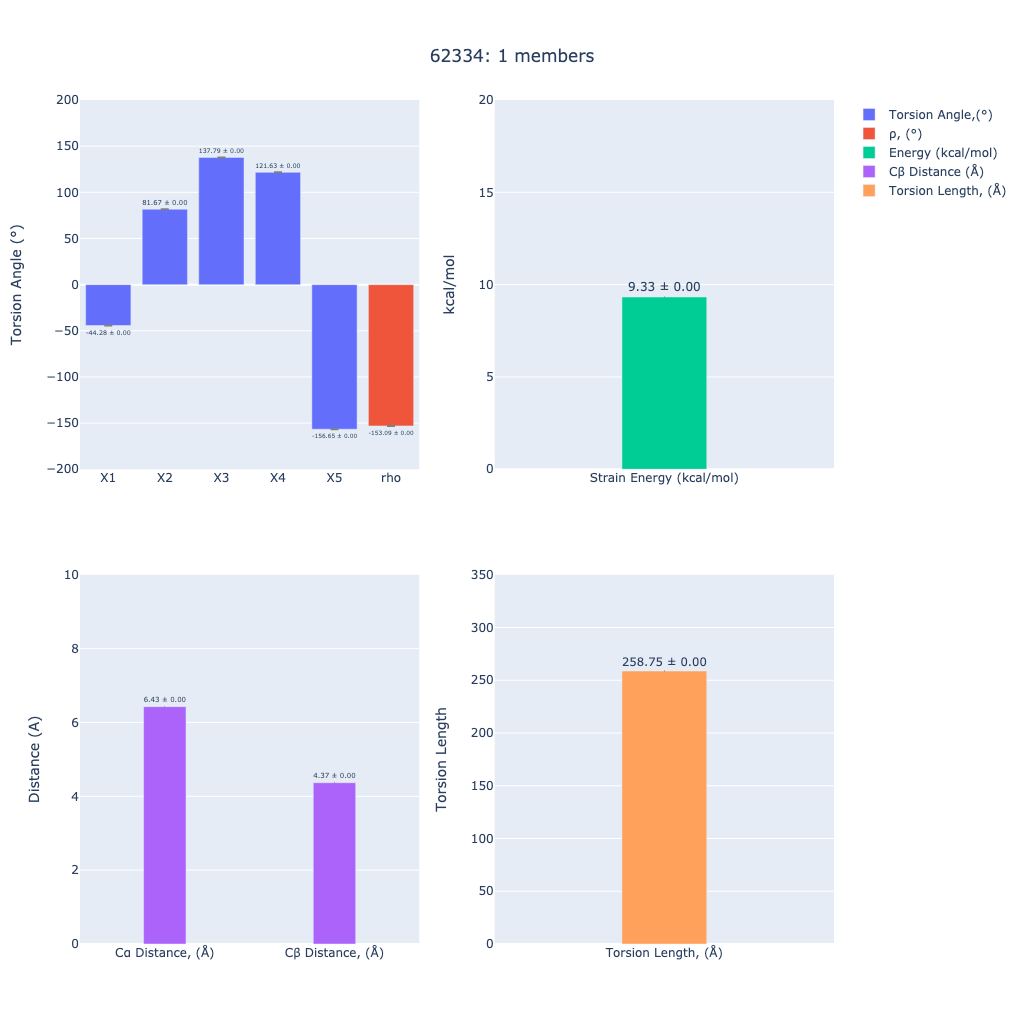 62334: 1 members
200
150
100
50
0
−50
−100
−150
−200
Torsion Angle (°)
137.79 ± 0.00
121.63 ± 0.00
81.67 ± 0.00
-44.28 ± 0.00
-156.65 ± 0.00
-153.09 ± 0.00
X1 X2 X3 X4 X5 rho
20
15
10
5
0
kcal/mol
9.33 ± 0.00
Strain Energy (kcal/mol)
Torsion Angle,(°)
ρ, (°)
Energy (kcal/mol)
Cβ Distance (Å)
Torsion Length, (Å)
10
8
6
4
2
0
Distance (A)
6.43 ± 0.00
4.37 ± 0.00
Cα Distance, (Å) Cβ Distance, (Å)
350
300
250
200
150
100
50
0
Torsion Length
258.75 ± 0.00
Torsion Length, (Å)